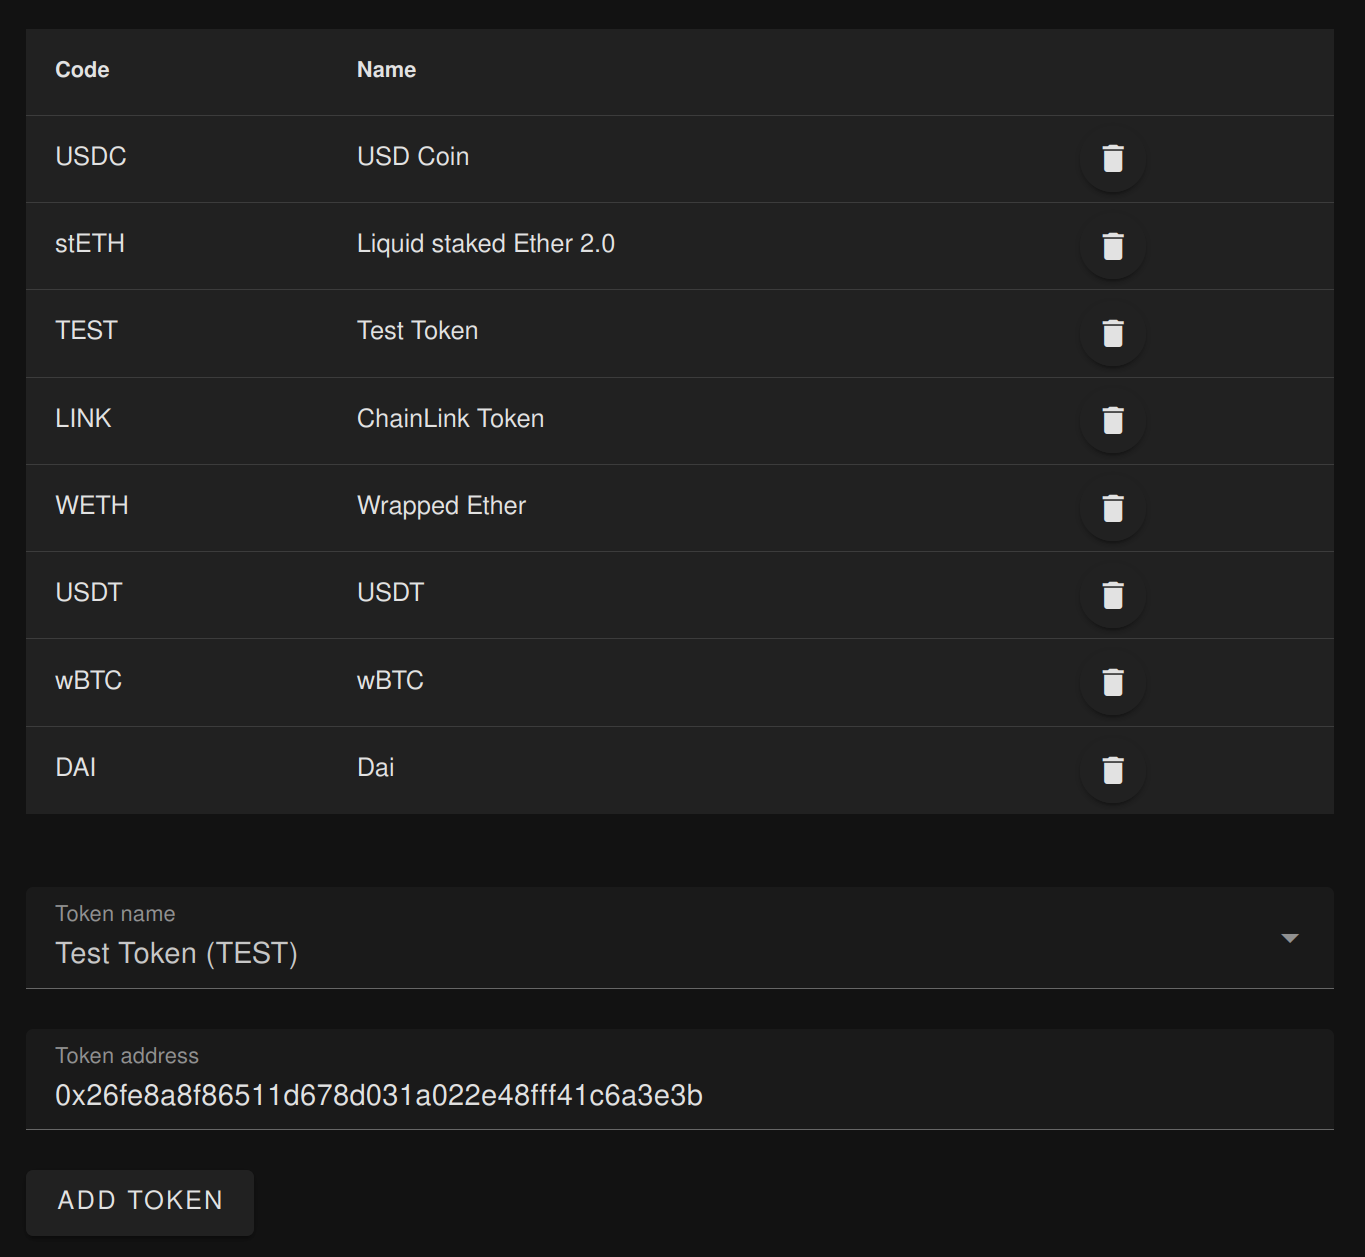 Code Name
USDC USD Coin
stETH Liquid staked Ether 2.0
TEST Test Token
LINK ChainLink Token
WETH Wrapped Ether
USDT USDT
wBTC wBTC
DAI Dai
Token name
Test Token (TEST)
Token address
0x26fe8a8f86511d678d031a022e48fff41c6a3e3b
ADD TOKEN